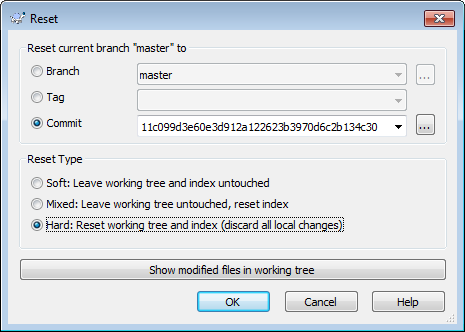 Reset
Reset current branch "master" to
Branch
master
...
Tag
Commit
11c099d3e60e3d912a122623b3970d6c2b134c30
...
Reset Type
Soft: Leave working tree and index untouched
Mixed: Leave working tree untouched, reset index
Hard: Reset working tree and index (discard all local changes)
Show modified files in working tree
OK
Cancel
Help